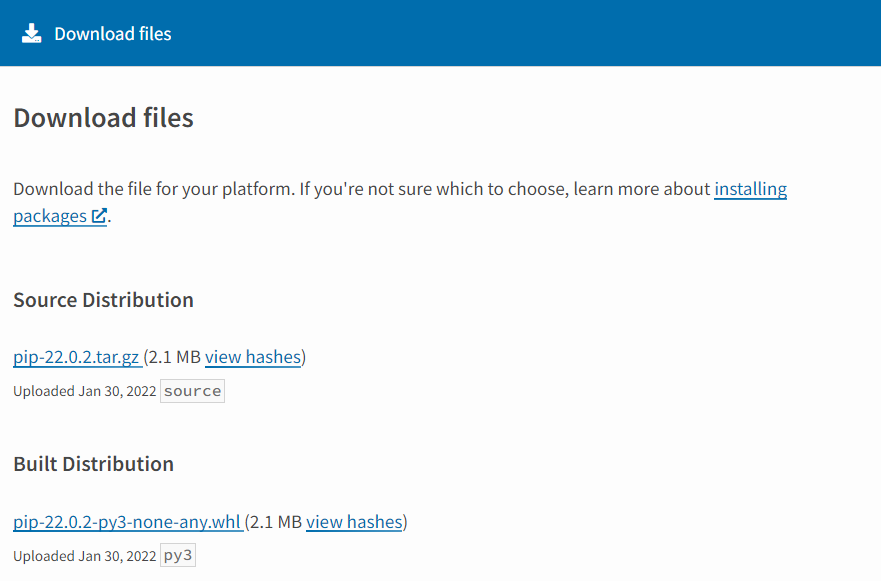 Download files
Download files
Download the file for your platform. If you're not sure which to choose, learn more about installing
packages.
Source Distribution
pip-22.0.2.tar.gz (2.1 MB view hashes)
Uploaded Jan 30, 2022 source
Built Distribution
pip-22.0.2-py3-none-any.whl (2.1 MB view hashes)
Uploaded Jan 30, 2022 py3